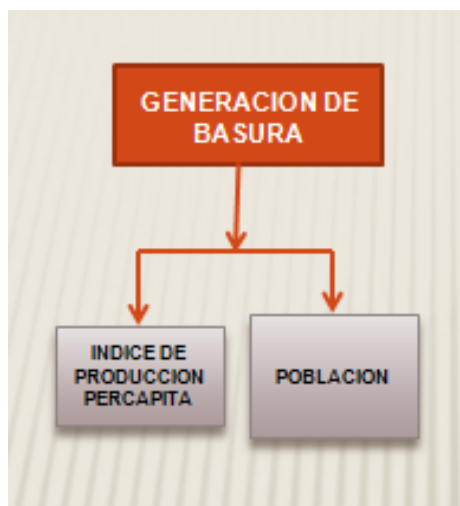 GENERACION DE
BASURA
INDICE DE
PRODUCCION
PERCAPITA
POBLACION